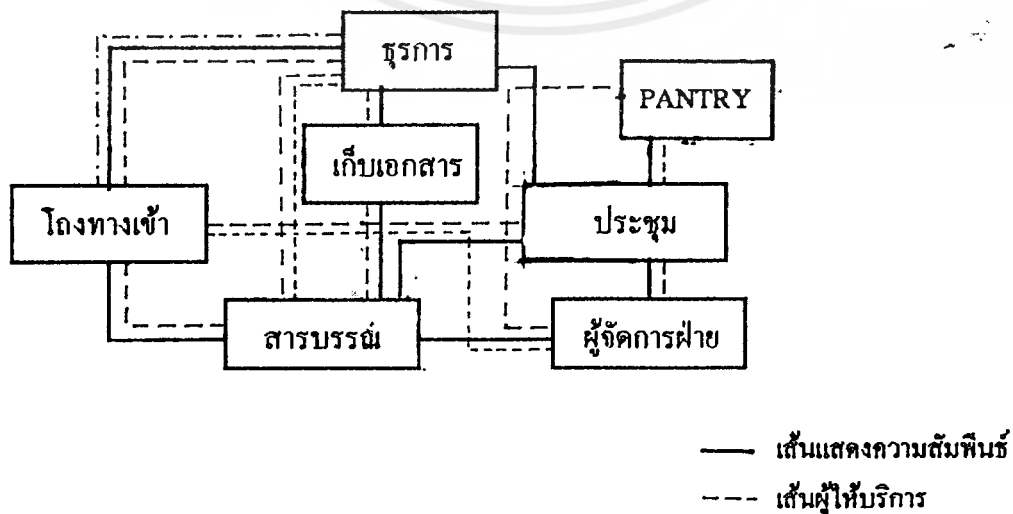 ธุรการ
PANTRY
เก็บเอกสาร
โถงทางเข้า
ประชุม
สารบรรณ์
ผู้จัดการฝ่าย
เส้นแสดงความสัมพันธ์
เส้นผู้ให้บริการ